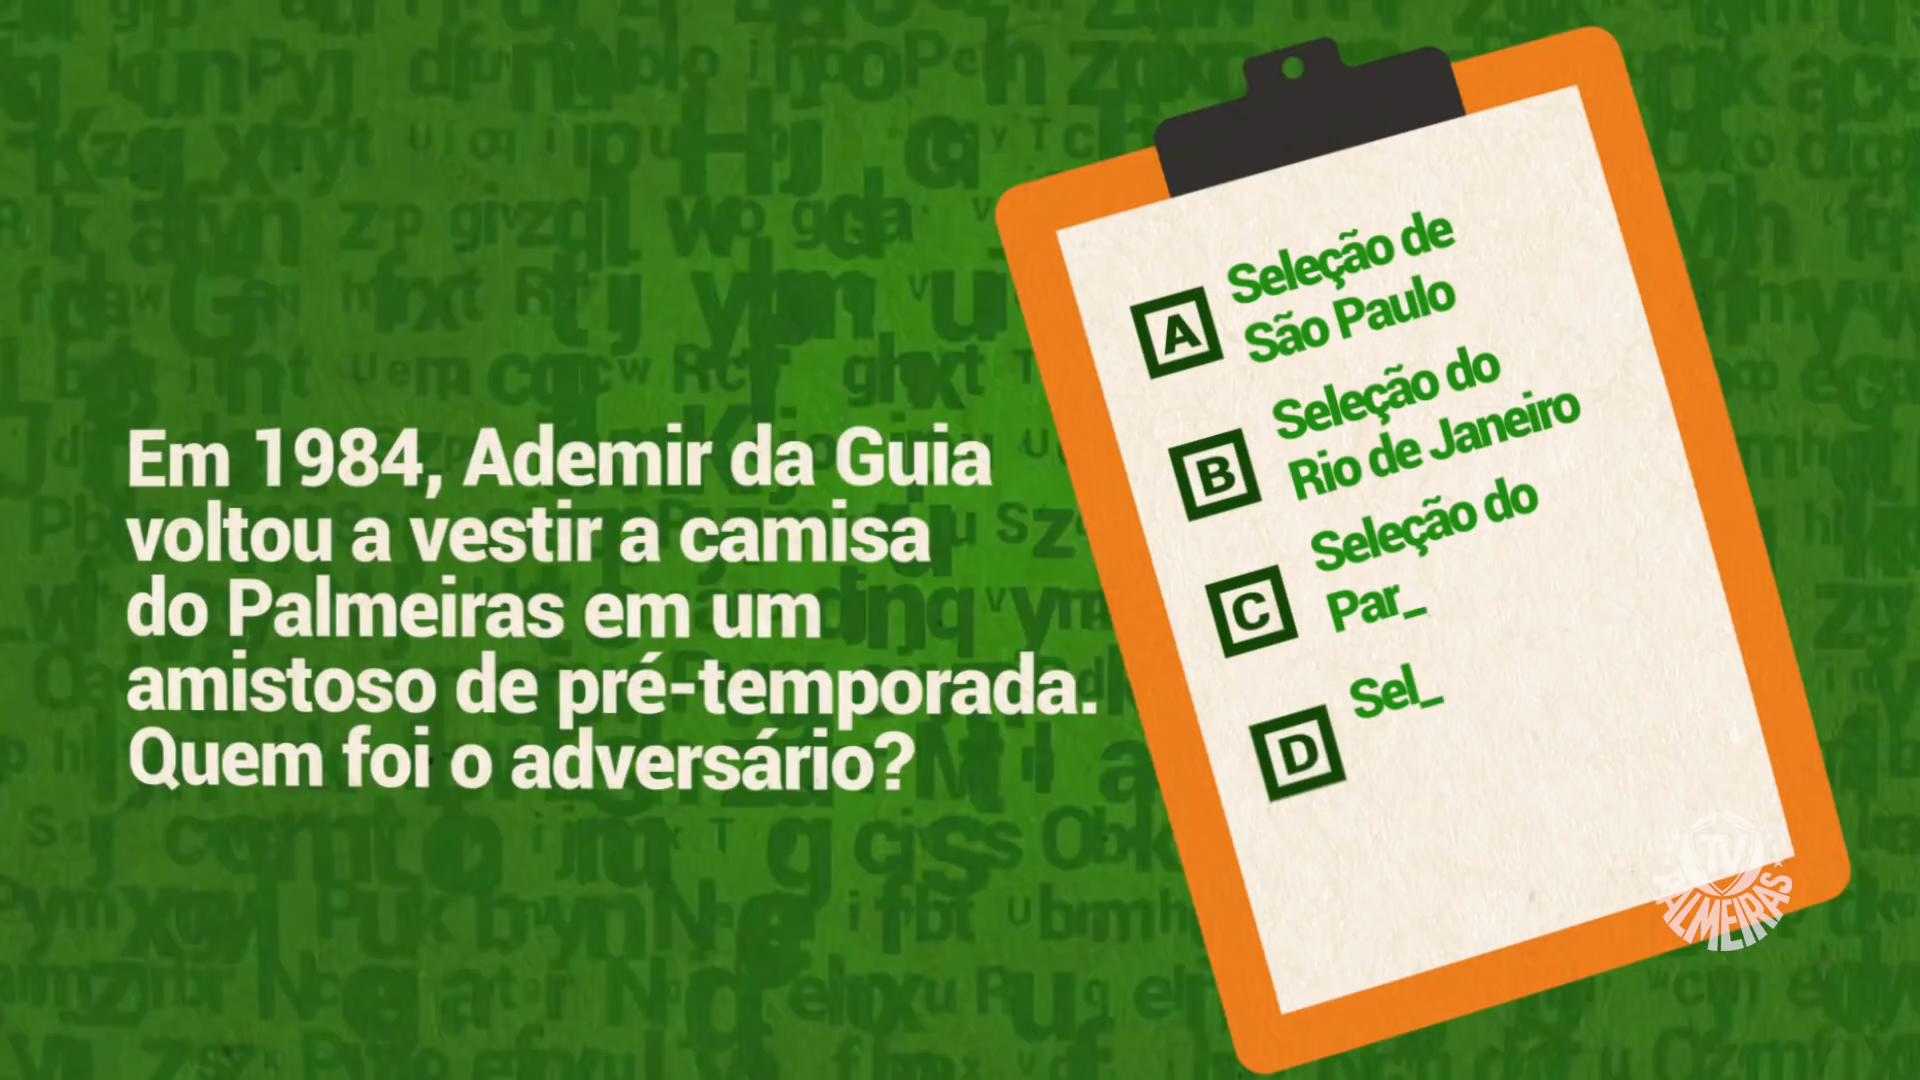 Em 1984, Ademir da Guia
voltou a vestir a camisa
do Palmeiras em um
amistoso de pré-temporada.
Quem foi o adversário?
A
Seleção de
São Paulo
B
Seleção do
Rio de Janeiro
C
Seleção do
Par_
D
Sel_
TV
PALMEIRAS